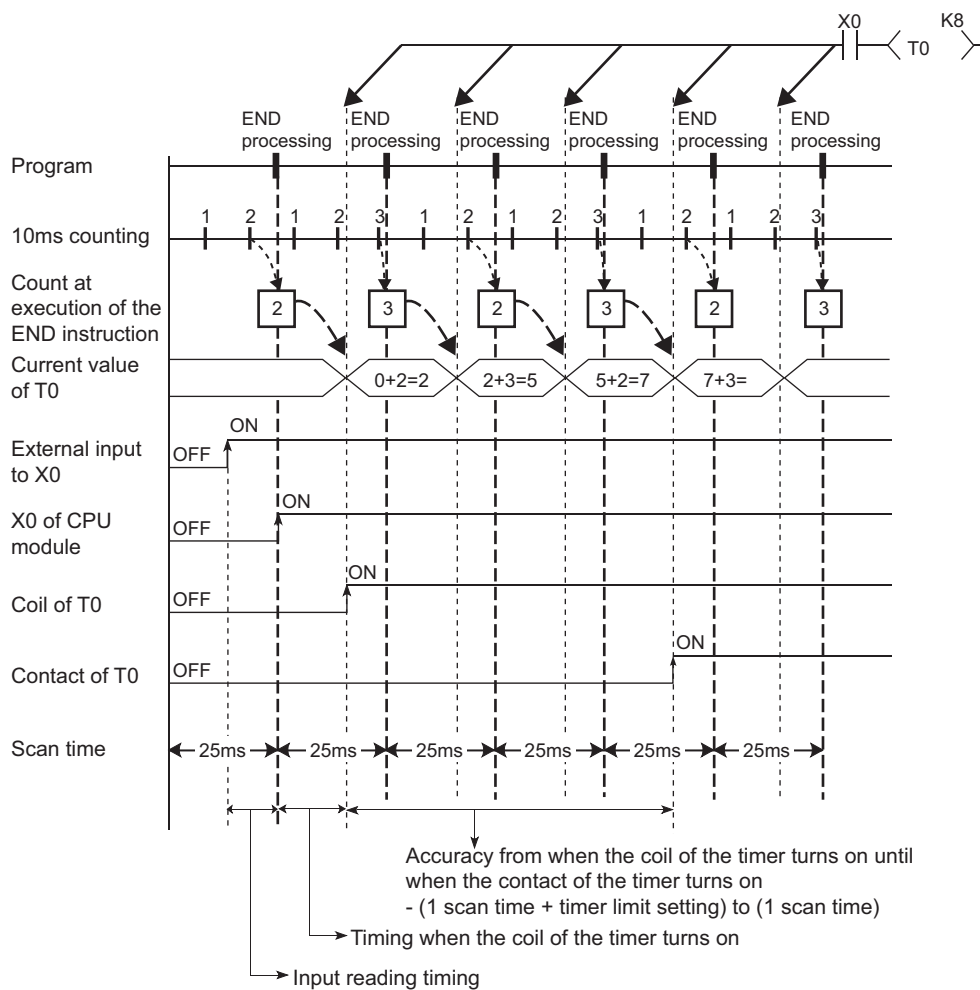 X0 K8
T0
END processing END processing END processing END processing END processing END processing
Program
1 2 1 2 3 1 2 1 2 3 1 2 1 2 3
10ms counting
Count at
execution of the
END instruction
2 3 2 3 2 3
Current value
of T0
0+2=2 2+3=5 5+2=7 7+3=
ON
External input
to X0
OFF
ON
X0 of CPU
module
OFF
ON
Coil of T0
OFF
ON
Contact of T0
OFF
Scan time
25ms 25ms 25ms 25ms 25ms 25ms
Accuracy from when the coil of the timer turns on until
when the contact of the timer turns on
- (1 scan time + timer limit setting) to (1 scan time)
Timing when the coil of the timer turns on
Input reading timing